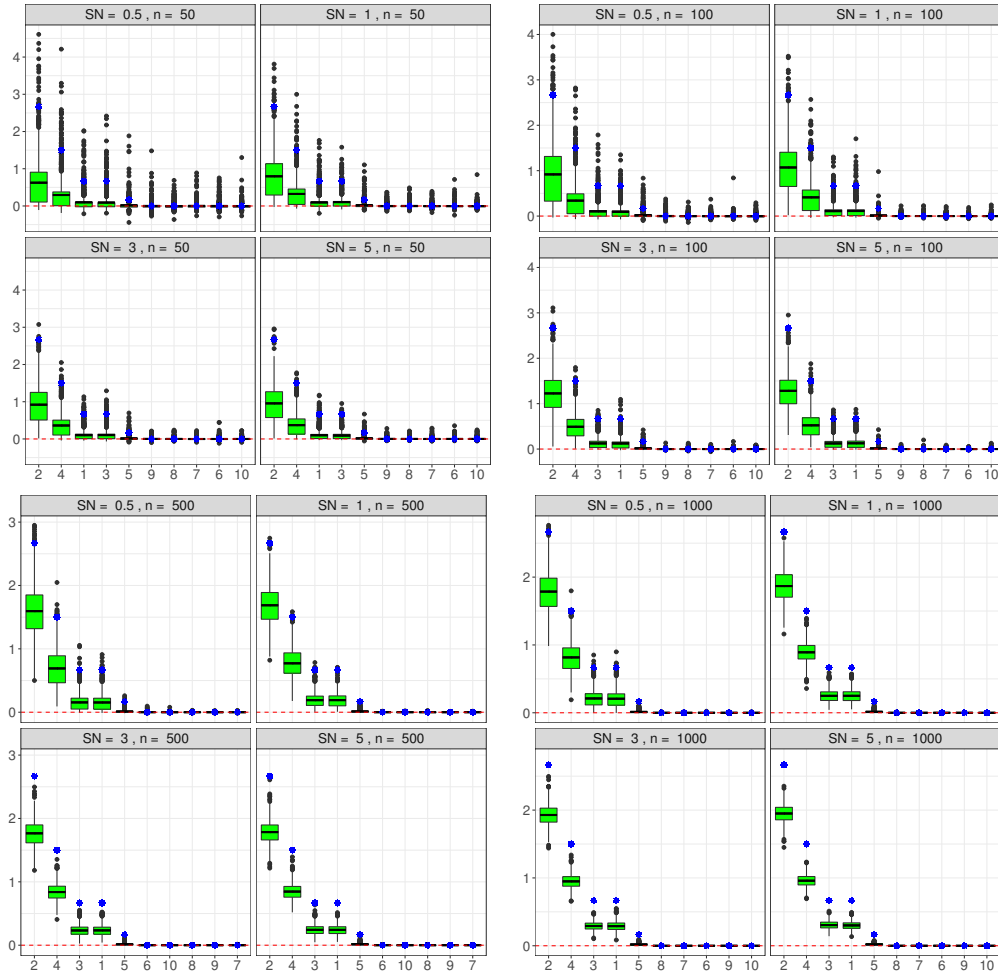 SN = 0.5 , n = 50
SN = 1 , n = 50
4
3
2
1
0
SN = 3 , n = 50
SN = 5 , n = 50
4
3
2
1
0
2 4 1 3 5 9 8 7 6 10
2 4 1 3 5 9 8 7 6 10
SN = 0.5 , n = 100
SN = 1 , n = 100
4
3
2
1
0
SN = 3 , n = 100
SN = 5 , n = 100
4
3
2
1
0
2 4 3 1 5 9 8 7 6 10
2 4 3 1 5 9 8 7 6 10
SN = 0.5 , n = 500
SN = 1 , n = 500
3
2
1
0
SN = 3 , n = 500
SN = 5 , n = 500
3
2
1
0
2 4 3 1 5 6 10 8 9 7
2 4 3 1 5 6 10 8 9 7
SN = 0.5 , n = 1000
SN = 1 , n = 1000
2
1
0
SN = 3 , n = 1000
SN = 5 , n = 1000
2
1
0
2 4 3 1 5 8 6 7 9 10
2 4 3 1 5 8 6 7 9 10